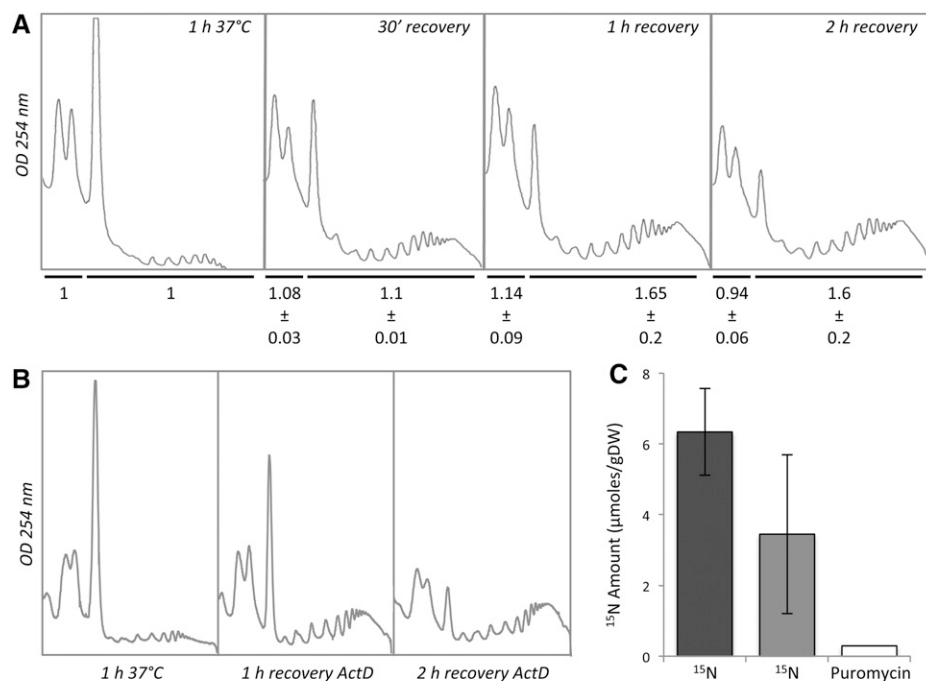 A
1 h 37°C
30' recovery
1 h recovery
2 h recovery
OD 254 nm
1
1
1.08
±
0.03
1.1
±
0.01
1.14
±
0.09
1.65
±
0.2
0.94
±
0.06
1.6
±
0.2
B
OD 254 nm
1 h 37°C
1 h recovery ActD
2 h recovery ActD
C
¹⁵N Amount (µmoles/gDW)
8
6
4
2
0
¹⁵N
¹⁵N
Puromycin